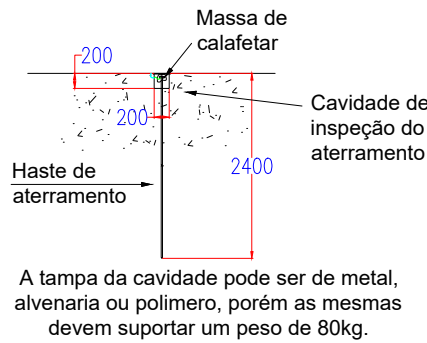 Massa de
calafetar
200
200
Cavidade de
inspeção do
aterramento
2400
Haste de
aterramento
A tampa da cavidade pode ser de metal,
alvenaria ou polimero, porém as mesmas
devem suportar um peso de 80kg.